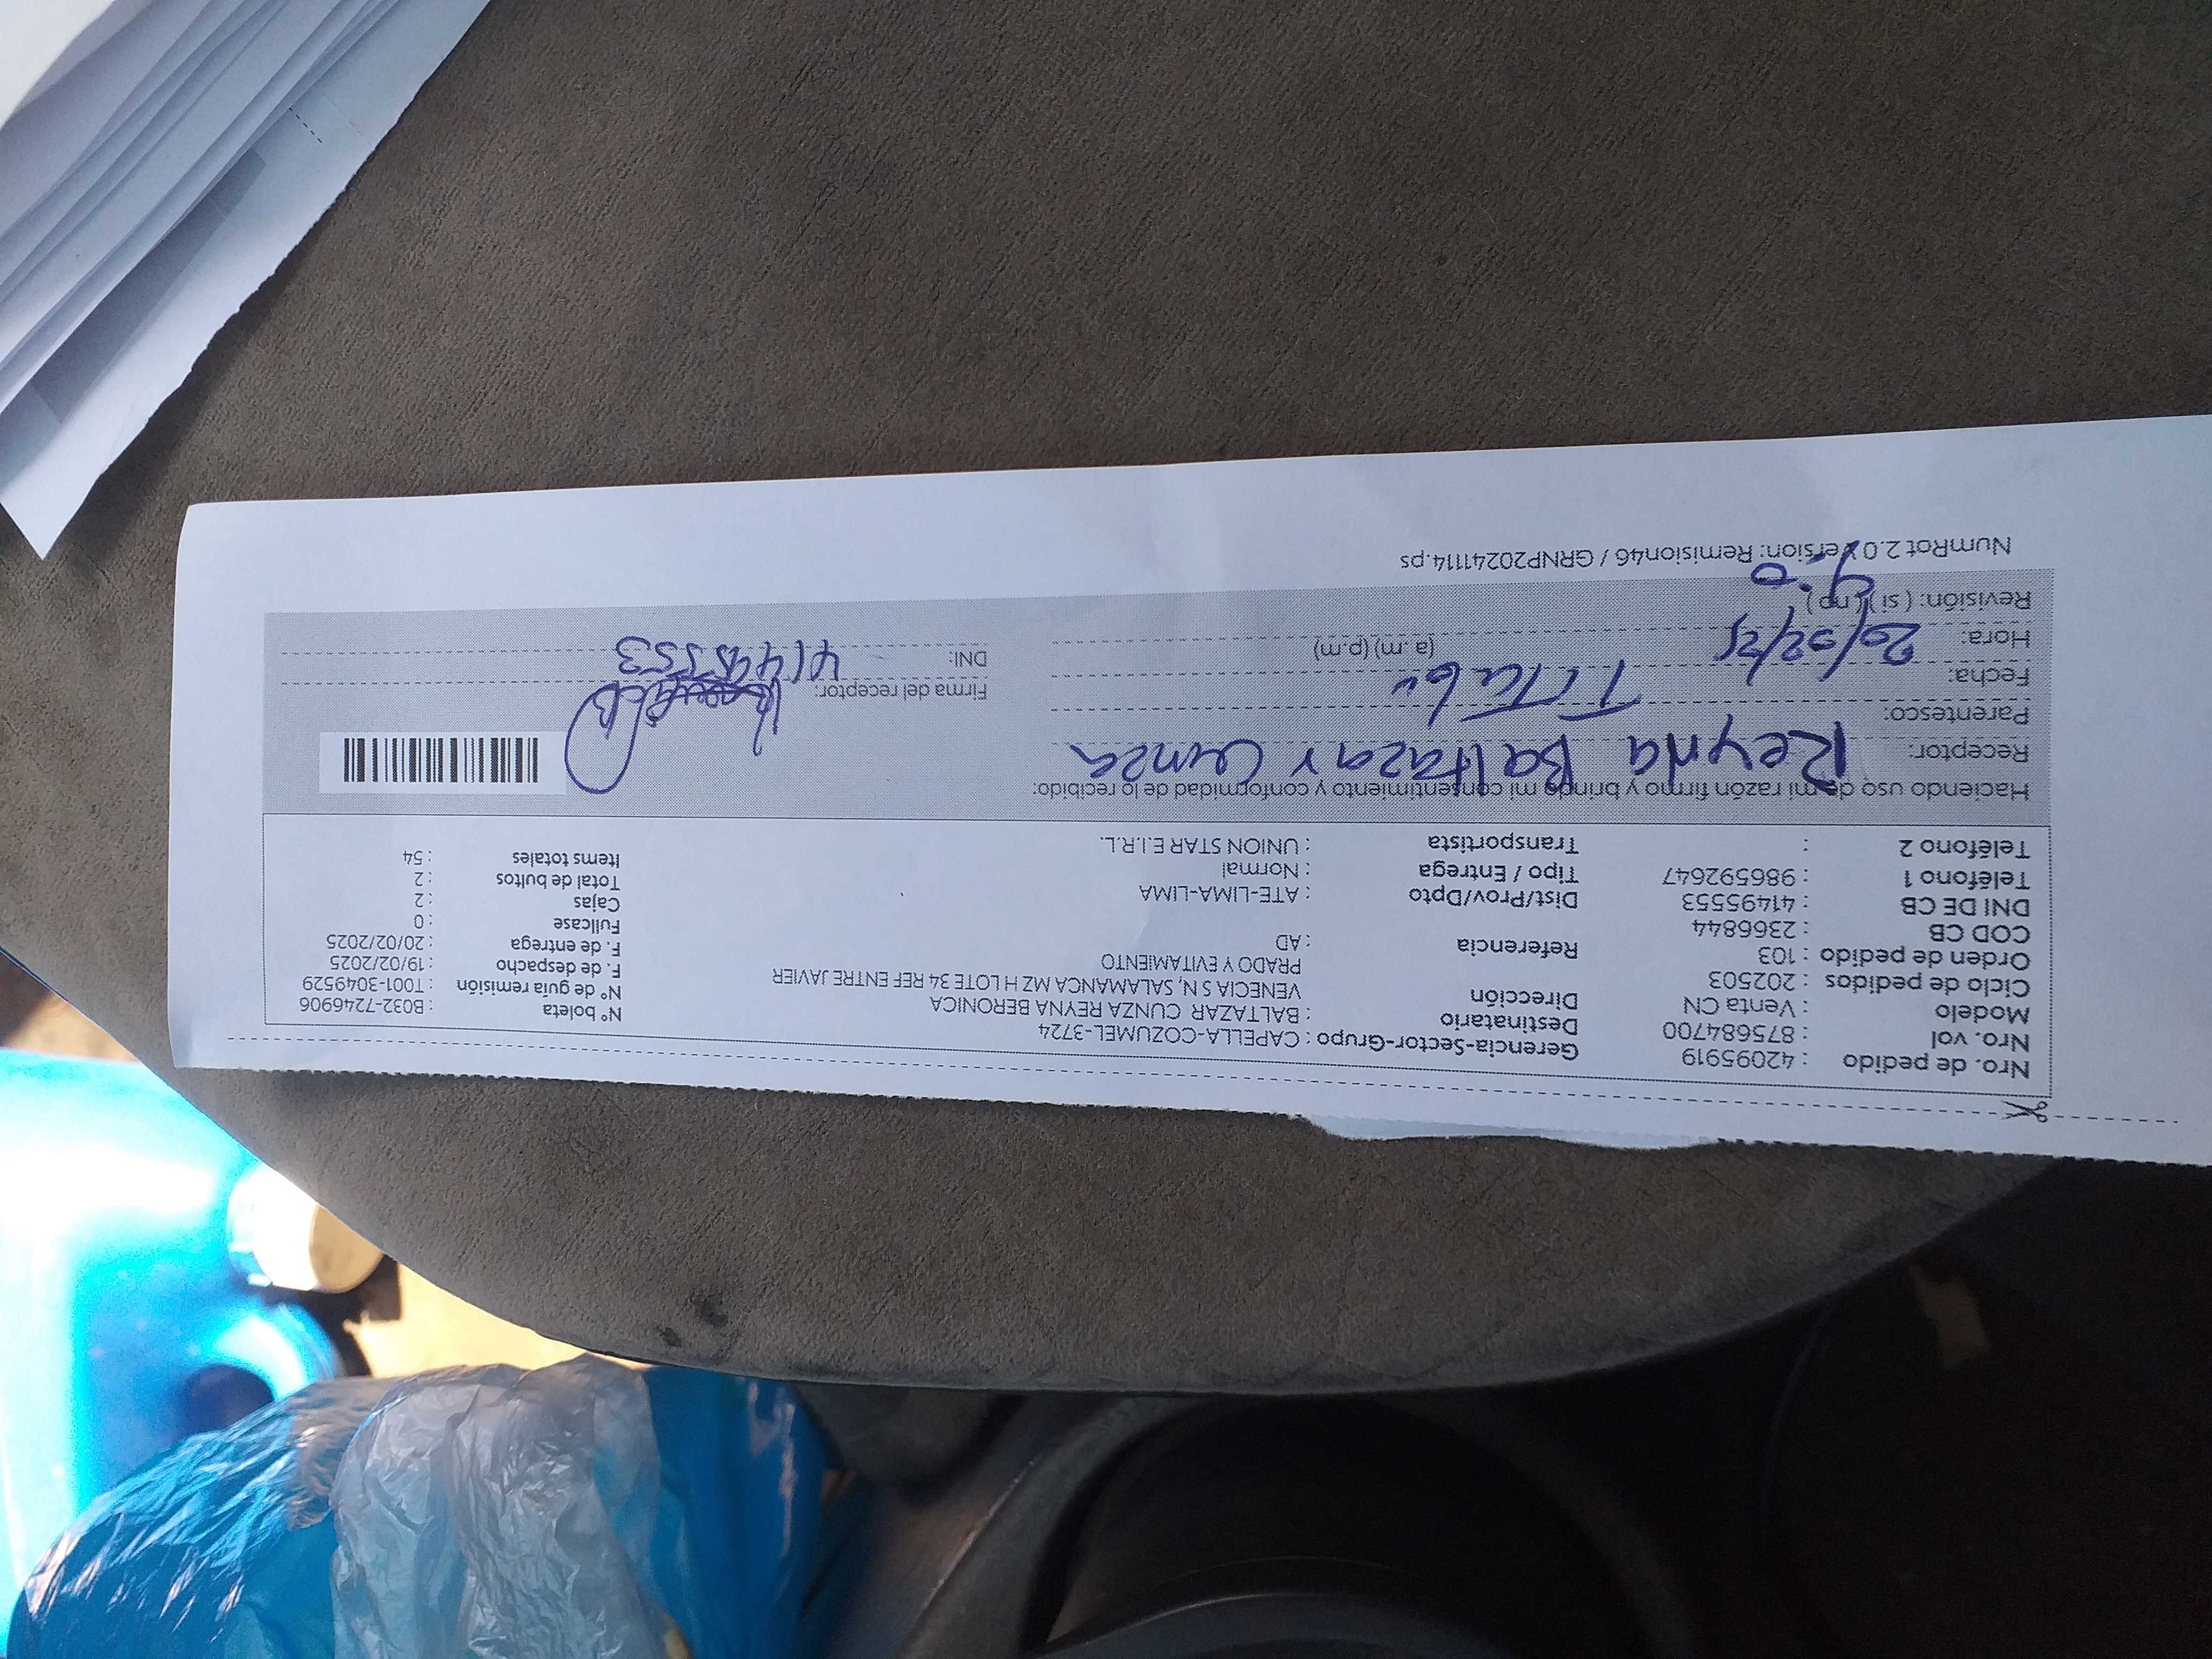 Nro. de pedido : 42095919 Gerencia-Sector-Grupo : CAPELLA-COZUMEL-3724 N° boleta : B032-7246906
Nro. vol : 875684700 Destinatario : BALTAZAR CUNZA REYNA BERONICA N° de guía remisión : T001-3049529
Modelo : Venta CN Dirección VENECIA S N, SALAMANCA MZ H LOTE 34 REF ENTRE JAVIER F. de despacho : 19/02/2025
Ciclo de pedidos : 202503 PRADO Y EVITAMIENTO F. de entrega : 20/02/2025
Orden de pedido : 103 Referencia : AD Fullcase : 0
COD CB : 2366844 Dist/Prov/Dpto : ATE-LIMA-LIMA Cajas : 2
DNI DE CB : 41495553 Tipo / Entrega : Normal Total de bultos : 2
Teléfono 1 : 986592647 Transportista : UNION STAR E.I.R.L. Items totales : 54
Teléfono 2 :
Haciendo uso de mi razón firmo y brindo mi consentimiento y conformidad de lo recibido:
Receptor: Reyna Baltazar Cunza
Parentesco: Firma del receptor:
Fecha: 20/02/25 DNI: 41495553
Hora: (a.m) (p.m)
Revisión: ( si ) ( no )
NumRot 2.0 Version: Remision46 / GRNP20241114.ps